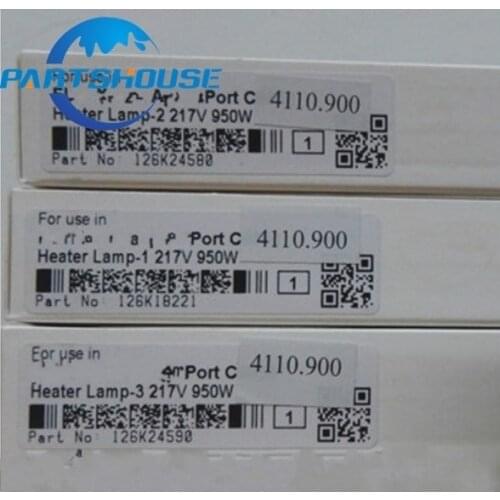 PARTSHOUSE
For use
Port C 4110.900
Heater Lamp-2 217V 950W
1
Part No: 126K24580
For use in
Port C 4110.900
Heater Lamp-1 217V 950W
1
Part No: 126K18221
For use in
Port C 4110.900
Heater Lamp-3 217V 950W
1
Part No: 126K24590